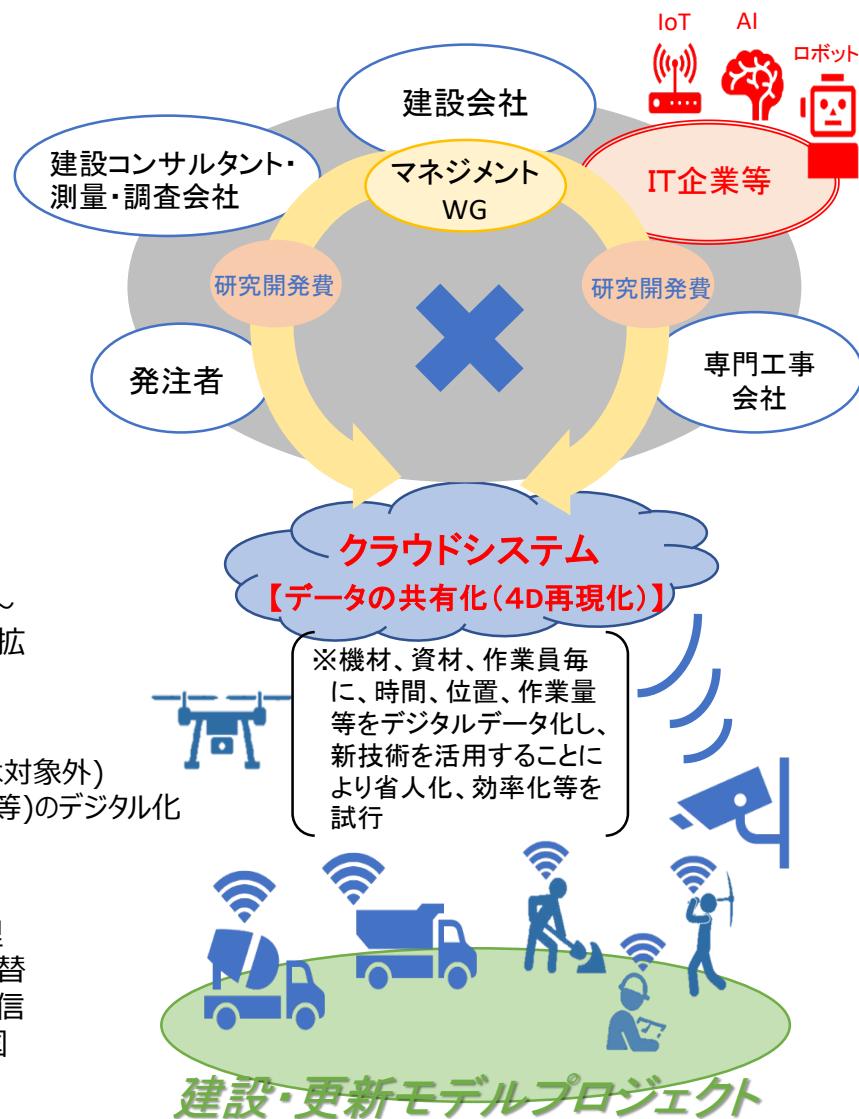 IoT
AI
ロボット
建設会社
建設コンサルタント・
測量・調査会社
マネジメント
WG
IT企業等
研究開発費
研究開発費
発注者
専門工事
会社
クラウドシステム
【データの共有化（4D再現化）】
～
拡
※機材、資材、作業員毎
に、時間、位置、作業量
等をデジタルデータ化し、
新技術を活用することに
より省人化、効率化等を
試行
対象外)
等)のデジタル化
替
信
建設・更新モデルプロジェクト